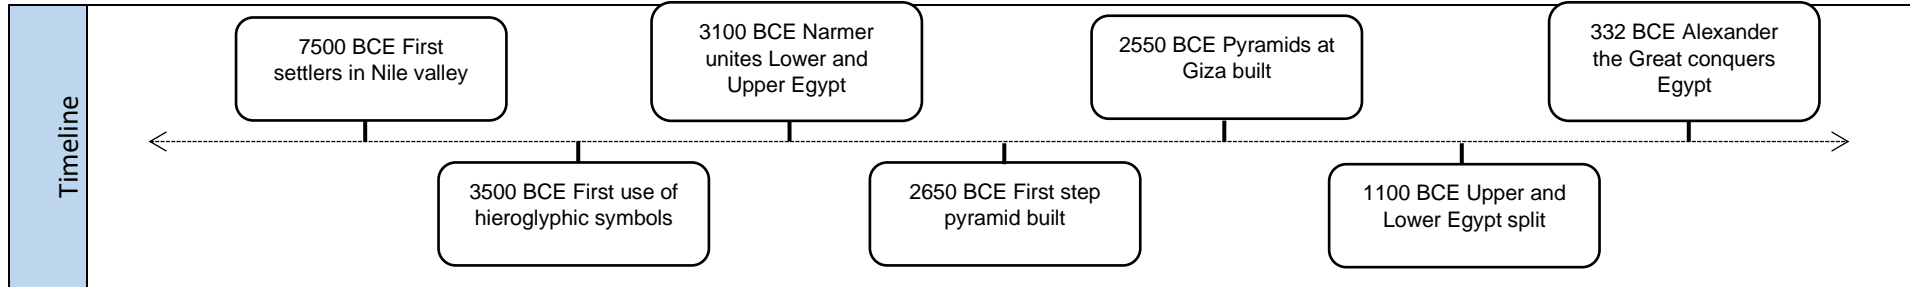 Timeline
7500 BCE First
settlers in Nile valley
3500 BCE First use of
hieroglyphic symbols
3100 BCE Narmer
unites Lower and
Upper Egypt
2650 BCE First step
pyramid built
2550 BCE Pyramids at
Giza built
1100 BCE Upper and
Lower Egypt split
332 BCE Alexander
the Great conquers
Egypt